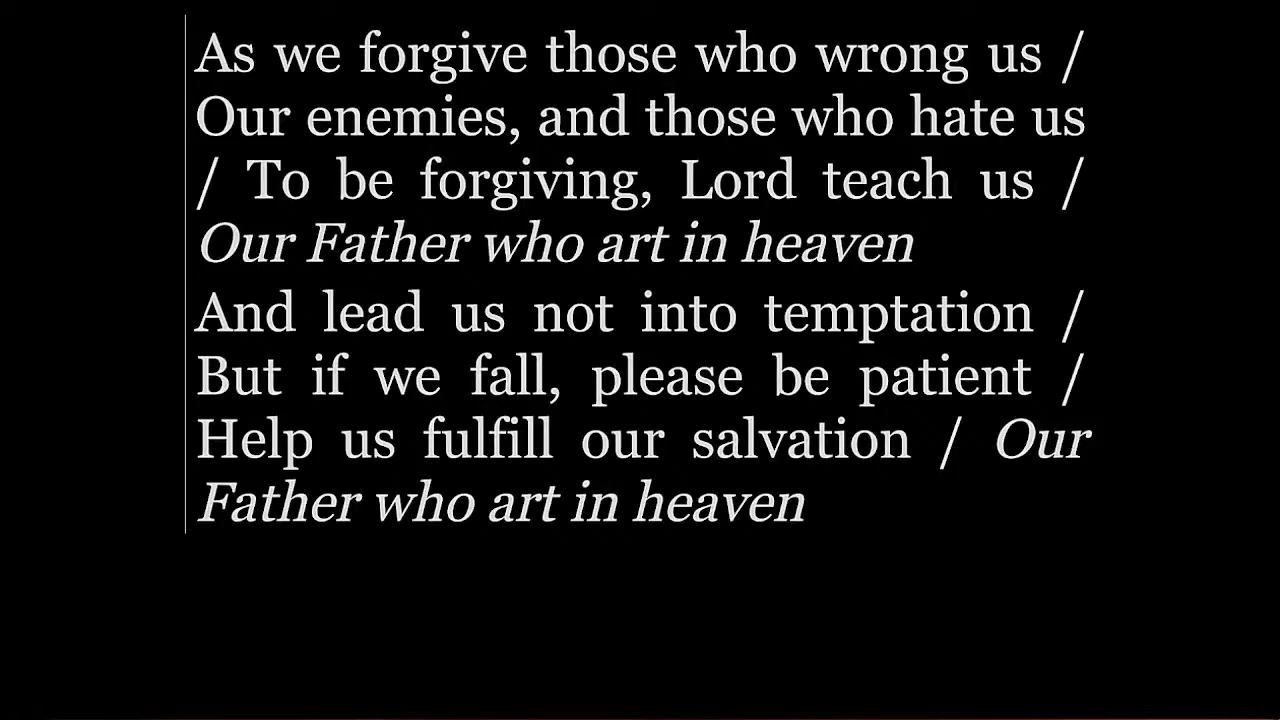 As we forgive those who wrong us /
Our enemies, and those who hate us
/ To be forgiving, Lord teach us /
Our Father who art in heaven
And lead us not into temptation /
But if we fall, please be patient /
Help us fulfill our salvation / Our
Father who art in heaven